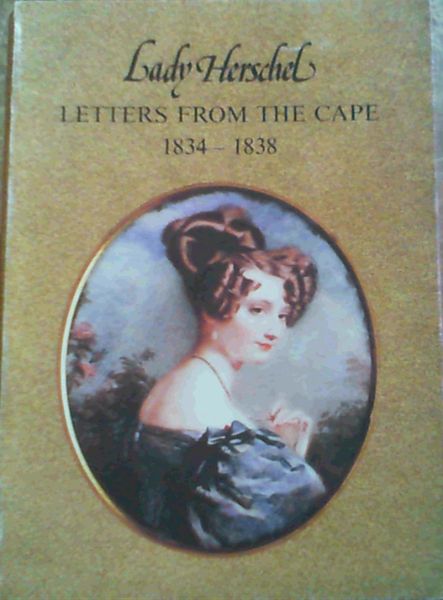 Lady Herschel
LETTERS FROM THE CAPE
1834 – 1838